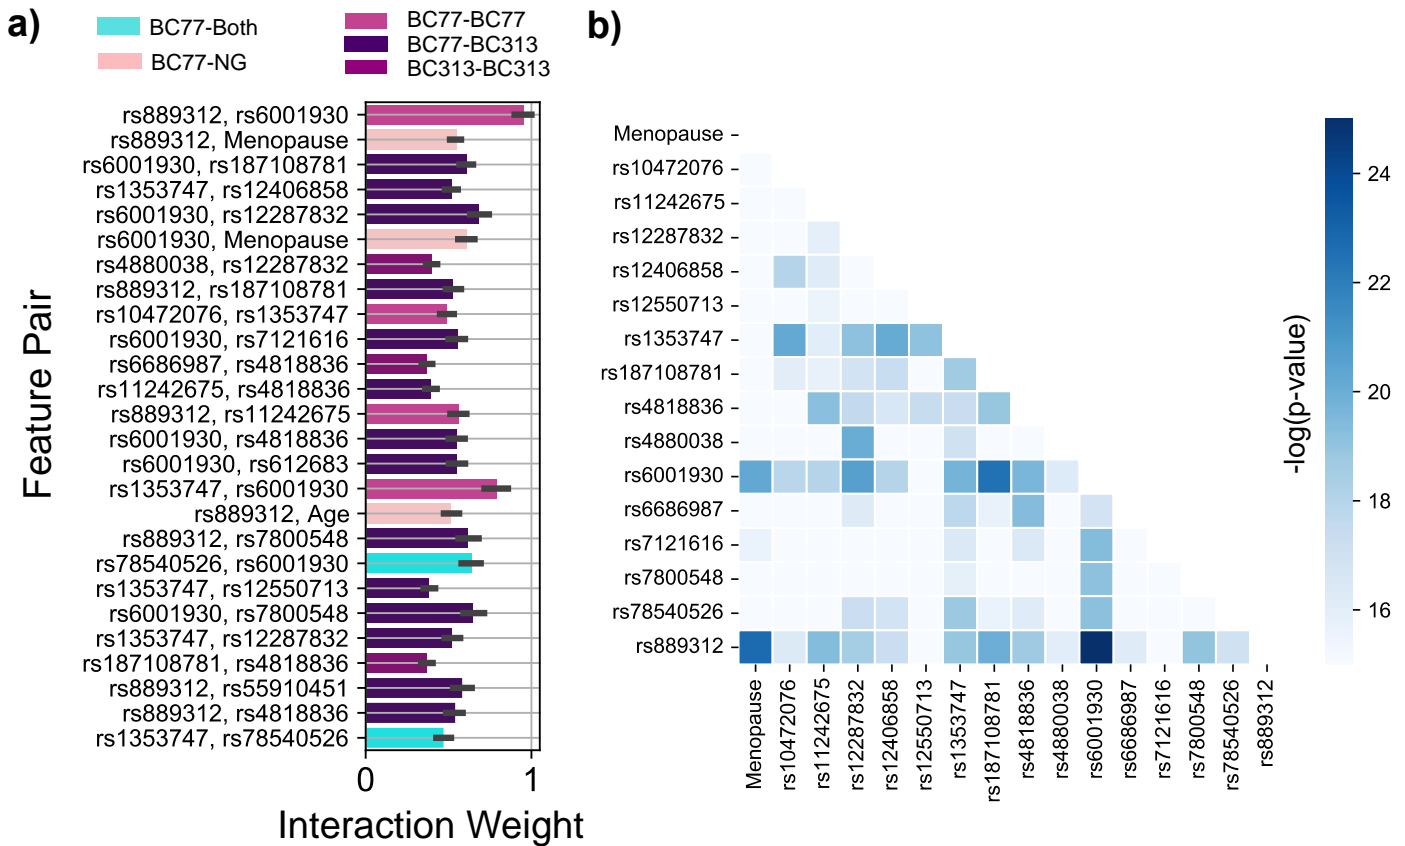 a)
BC77-Both
BC77-NG
BC77-BC77
BC77-BC313
BC313-BC313
Feature Pair
rs889312, rs6001930
rs889312, Menopause
rs6001930, rs187108781
rs1353747, rs12406858
rs6001930, rs12287832
rs6001930, Menopause
rs4880038, rs12287832
rs889312, rs187108781
rs10472076, rs1353747
rs6001930, rs7121616
rs6686987, rs4818836
rs11242675, rs4818836
rs889312, rs11242675
rs6001930, rs4818836
rs6001930, rs612683
rs1353747, rs6001930
rs889312, Age
rs889312, rs7800548
rs78540526, rs6001930
rs1353747, rs12550713
rs6001930, rs7800548
rs1353747, rs12287832
rs187108781, rs4818836
rs889312, rs55910451
rs889312, rs4818836
rs1353747, rs78540526
0 1
Interaction Weight
b)
Menopause
rs10472076
rs11242675
rs12287832
rs12406858
rs12550713
rs1353747
rs187108781
rs4818836
rs4880038
rs6001930
rs6686987
rs7121616
rs7800548
rs78540526
rs889312
Menopause
rs10472076
rs11242675
rs12287832
rs12406858
rs12550713
rs1353747
rs187108781
rs4818836
rs4880038
rs6001930
rs6686987
rs7121616
rs7800548
rs78540526
rs889312
-log(p-value)
24
22
20
18
16